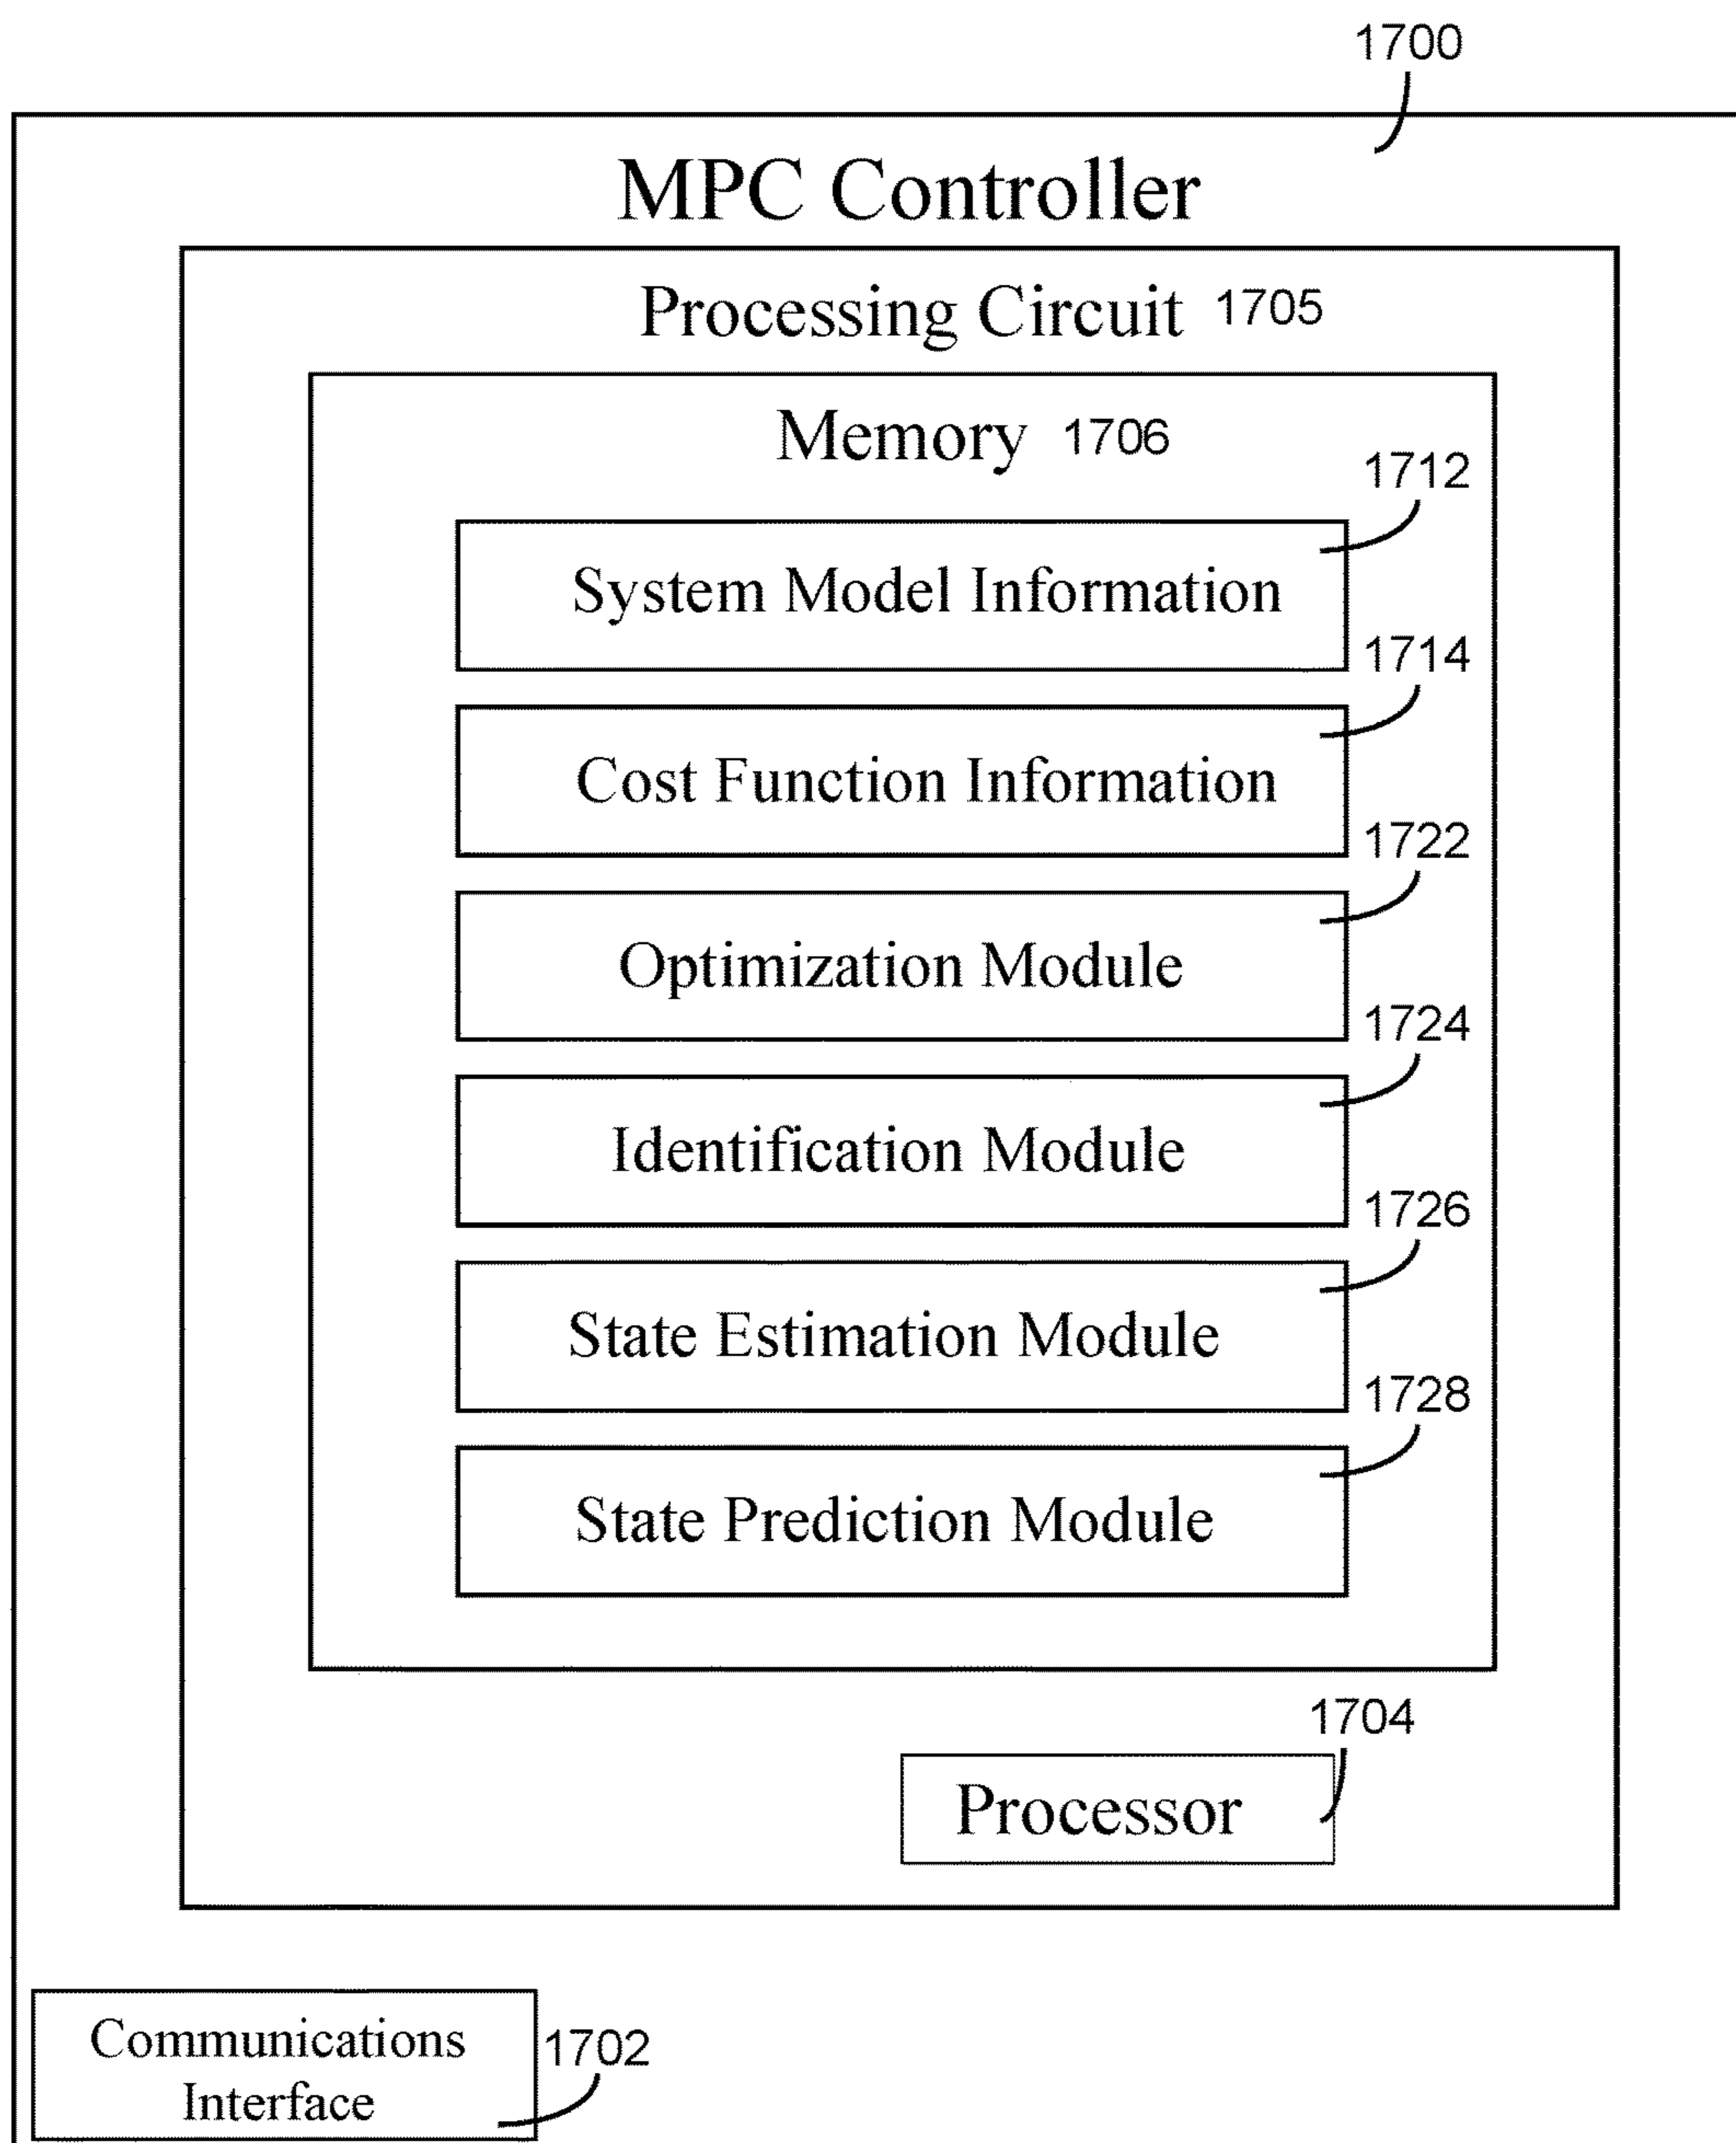 1700
MPC Controller
Processing Circuit 1705
Memory 1706
1712
System Model Information
1714
Cost Function Information
1722
Optimization Module
1724
Identification Module
1726
State Estimation Module
1728
State Prediction Module
1704
Processor
Communications
Interface
1702